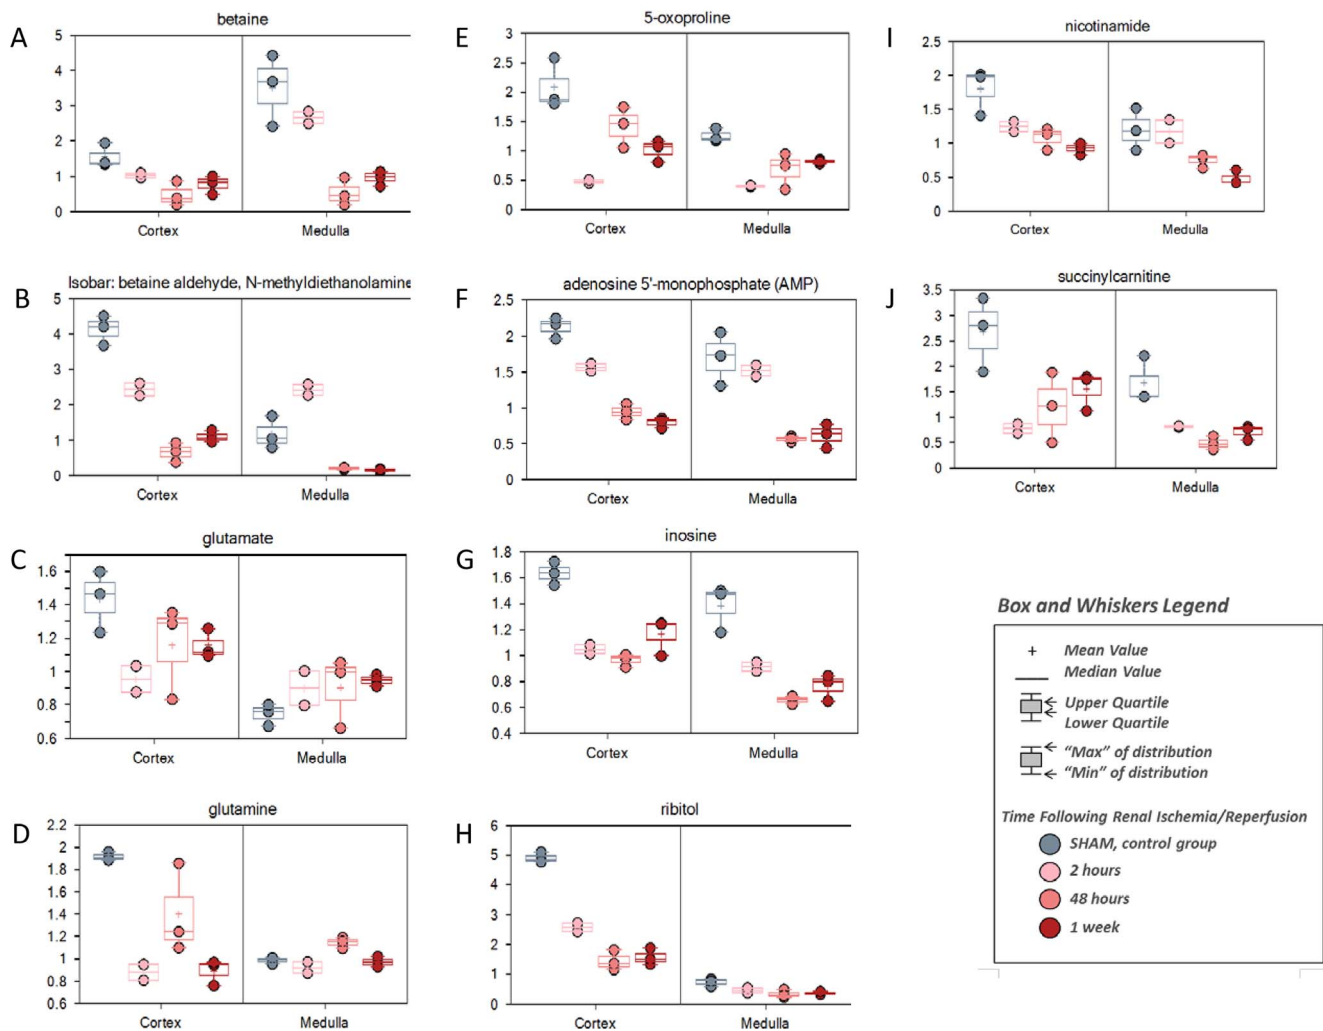 A
betaine
5
4
3
2
1
0
Cortex
Medulla
B
Isobar: betaine aldehyde, N-methyldiethanolamine
5
4
3
2
1
0
Cortex
Medulla
C
glutamate
1.6
1.4
1.2
1
0.8
0.6
Cortex
Medulla
D
glutamine
2.2
2
1.8
1.6
1.4
1.2
1
0.8
0.6
Cortex
Medulla
E
5-oxoproline
3
2.5
2
1.5
1
0.5
0
Cortex
Medulla
F
adenosine 5'-monophosphate (AMP)
2.5
2
1.5
1
0.5
0
Cortex
Medulla
G
inosine
1.8
1.6
1.4
1.2
1
0.8
0.6
0.4
Cortex
Medulla
H
ribitol
6
5
4
3
2
1
0
Cortex
Medulla
I
nicotinamide
2.5
2
1.5
1
0.5
0
Cortex
Medulla
J
succinylcarnitine
3.5
3
2.5
2
1.5
1
0.5
0
Cortex
Medulla
Box and Whiskers Legend
+ Mean Value
Median Value
Upper Quartile
Lower Quartile
“Max” of distribution
“Min” of distribution
Time Following Renal Ischemia/Reperfusion
SHAM, control group
2 hours
48 hours
1 week